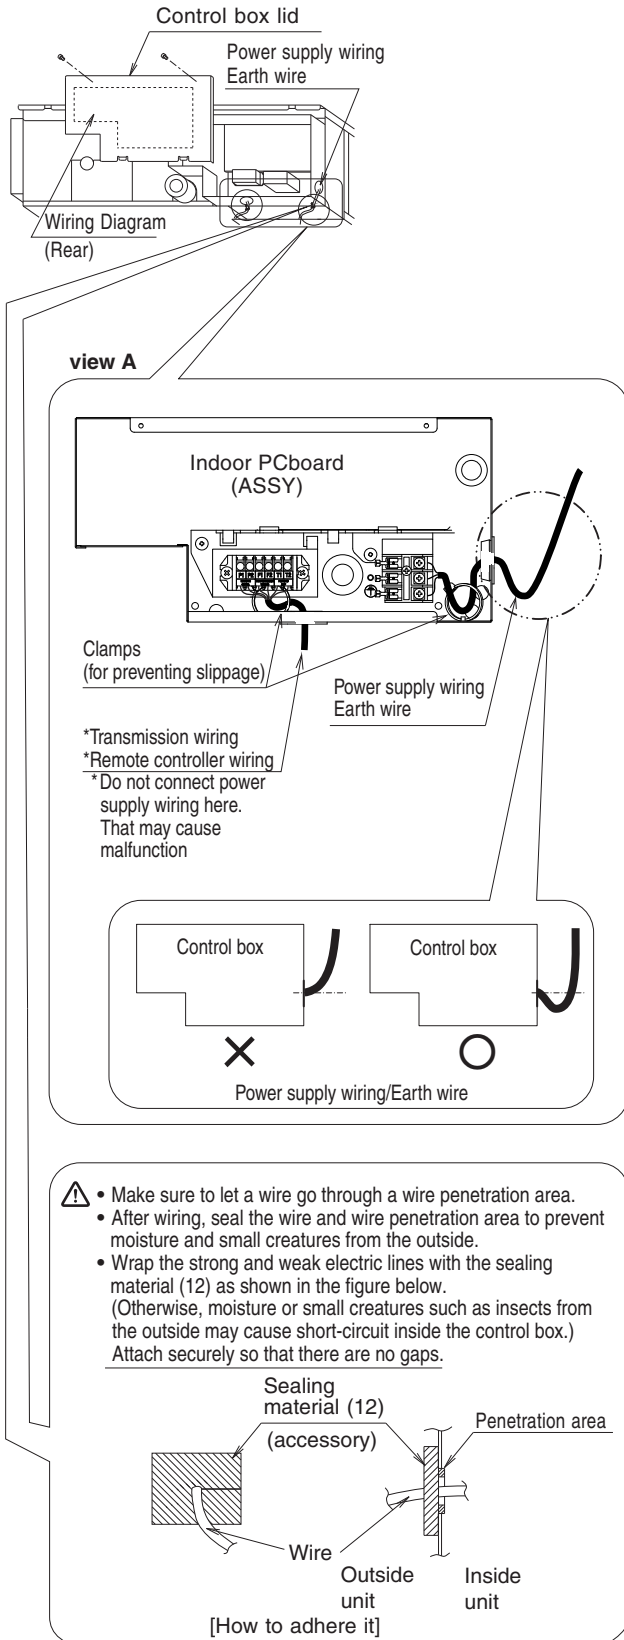 Control box lid
Power supply wiring
Earth wire
Wiring Diagram
(Rear)
view A
Indoor PCboard
(ASSY)
P1 P2 F1 F2 T1 T2
Clamps
(for preventing slippage)
Power supply wiring
Earth wire
*Transmission wiring
*Remote controller wiring
*Do not connect power
supply wiring here.
That may cause
malfunction
Control box
Control box
Power supply wiring/Earth wire
• Make sure to let a wire go through a wire penetration area.
• After wiring, seal the wire and wire penetration area to prevent
moisture and small creatures from the outside.
• Wrap the strong and weak electric lines with the sealing
material (12) as shown in the figure below.
(Otherwise, moisture or small creatures such as insects from
the outside may cause short-circuit inside the control box.)
Attach securely so that there are no gaps.
Sealing
material (12)
(accessory)
Penetration area
Wire
Outside
unit
Inside
unit
[How to adhere it]